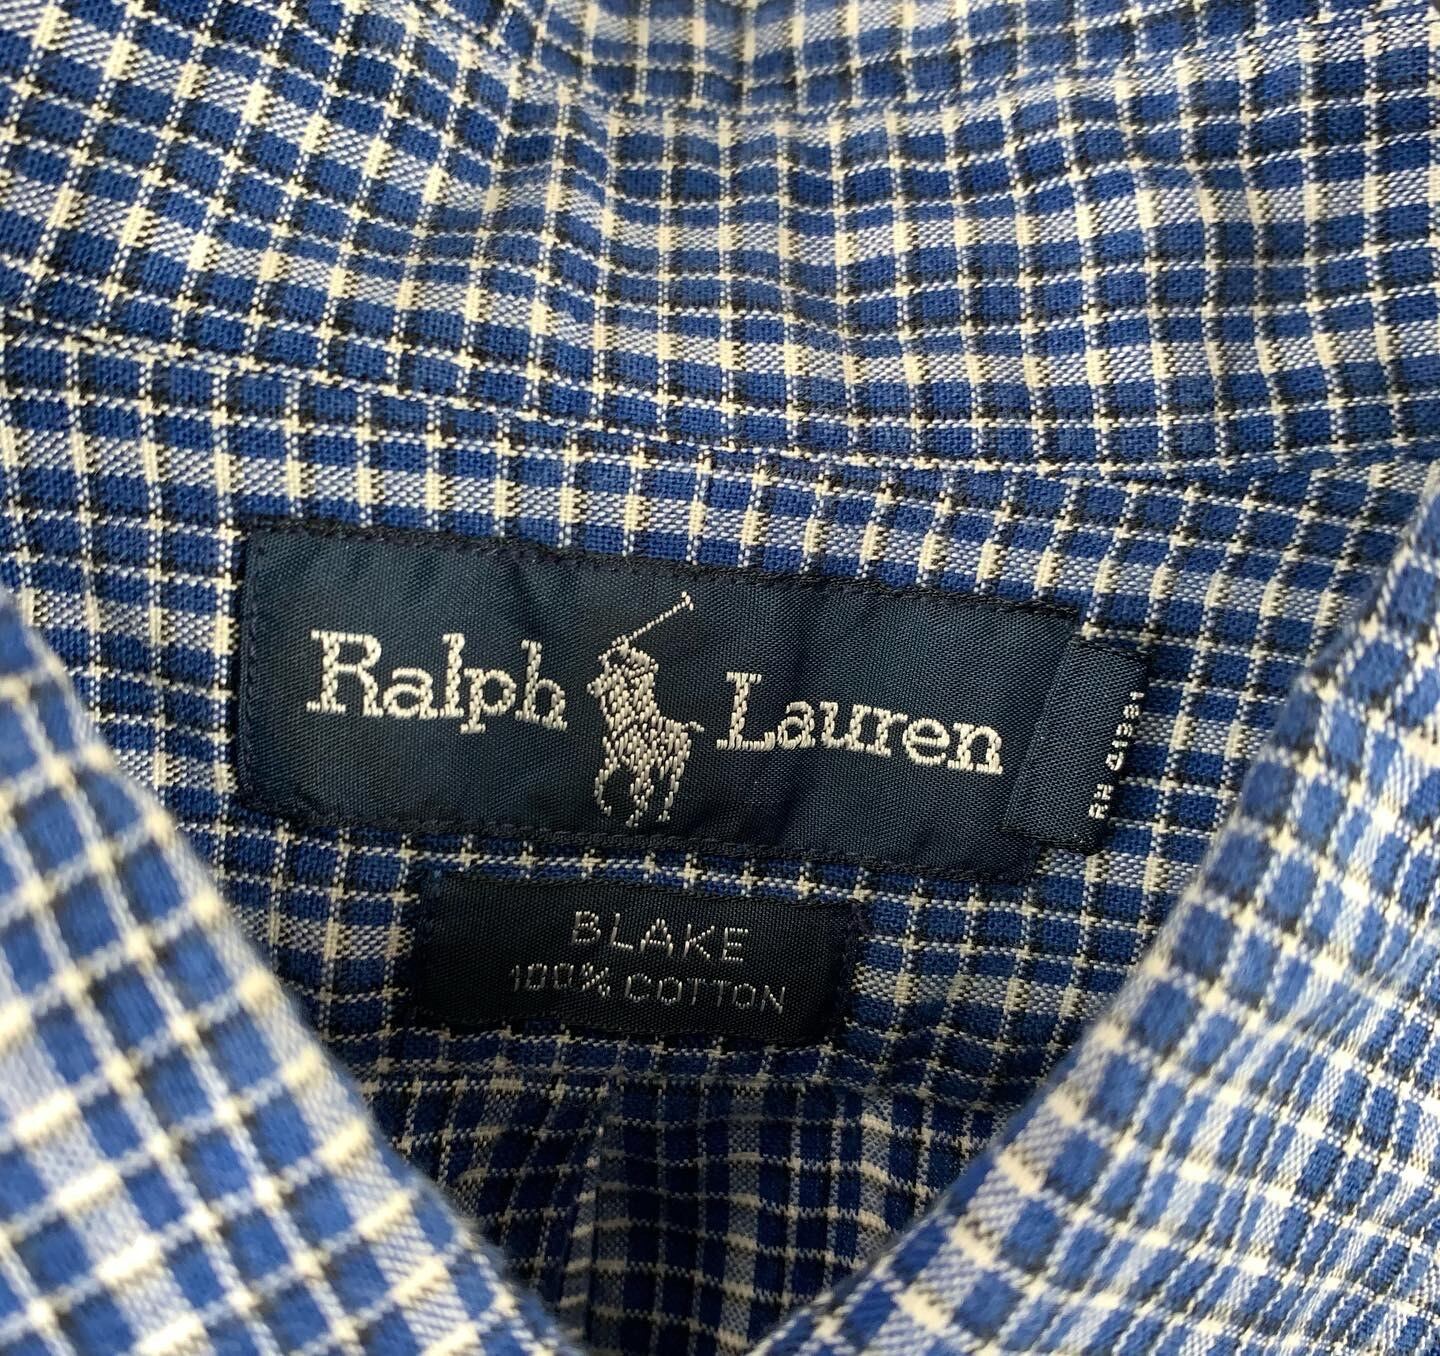 Ralph Lauren
BLAKE
100% COTTON